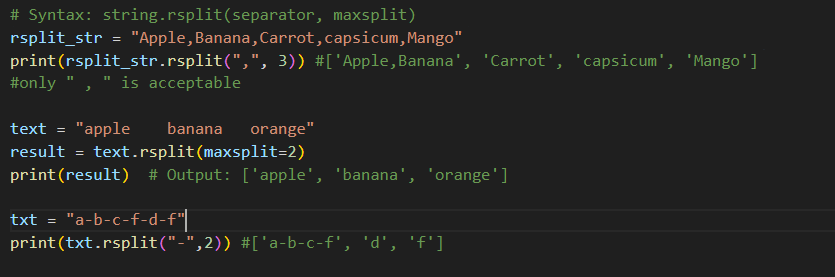 # Syntax: string.rsplit(separator, maxsplit)
rsplit_str = "Apple,Banana,Carrot,capsicum,Mango"
print(rsplit_str.rsplit(",", 3)) #['Apple,Banana', 'Carrot', 'capsicum', 'Mango']
#only " , " is acceptable

text = "apple    banana   orange"
result = text.rsplit(maxsplit=2)
print(result)  # Output: ['apple', 'banana', 'orange']

txt = "a-b-c-f-d-f"
print(txt.rsplit("-",2)) #['a-b-c-f', 'd', 'f']